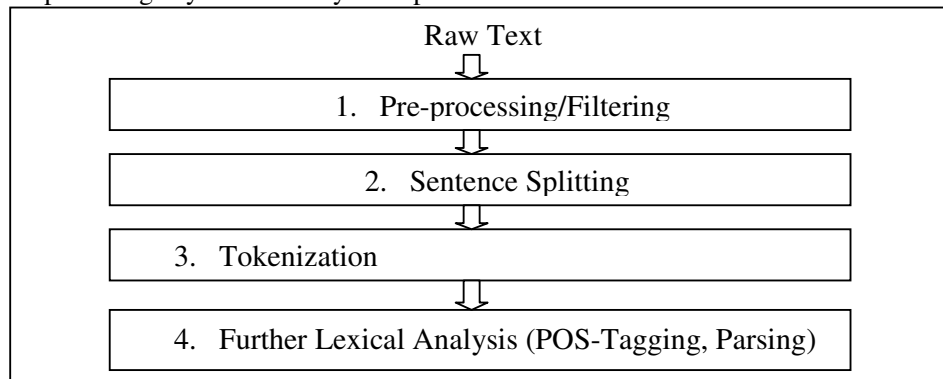 Raw Text
1. Pre-processing/Filtering
2. Sentence Splitting
3. Tokenization
4. Further Lexical Analysis (POS-Tagging, Parsing)